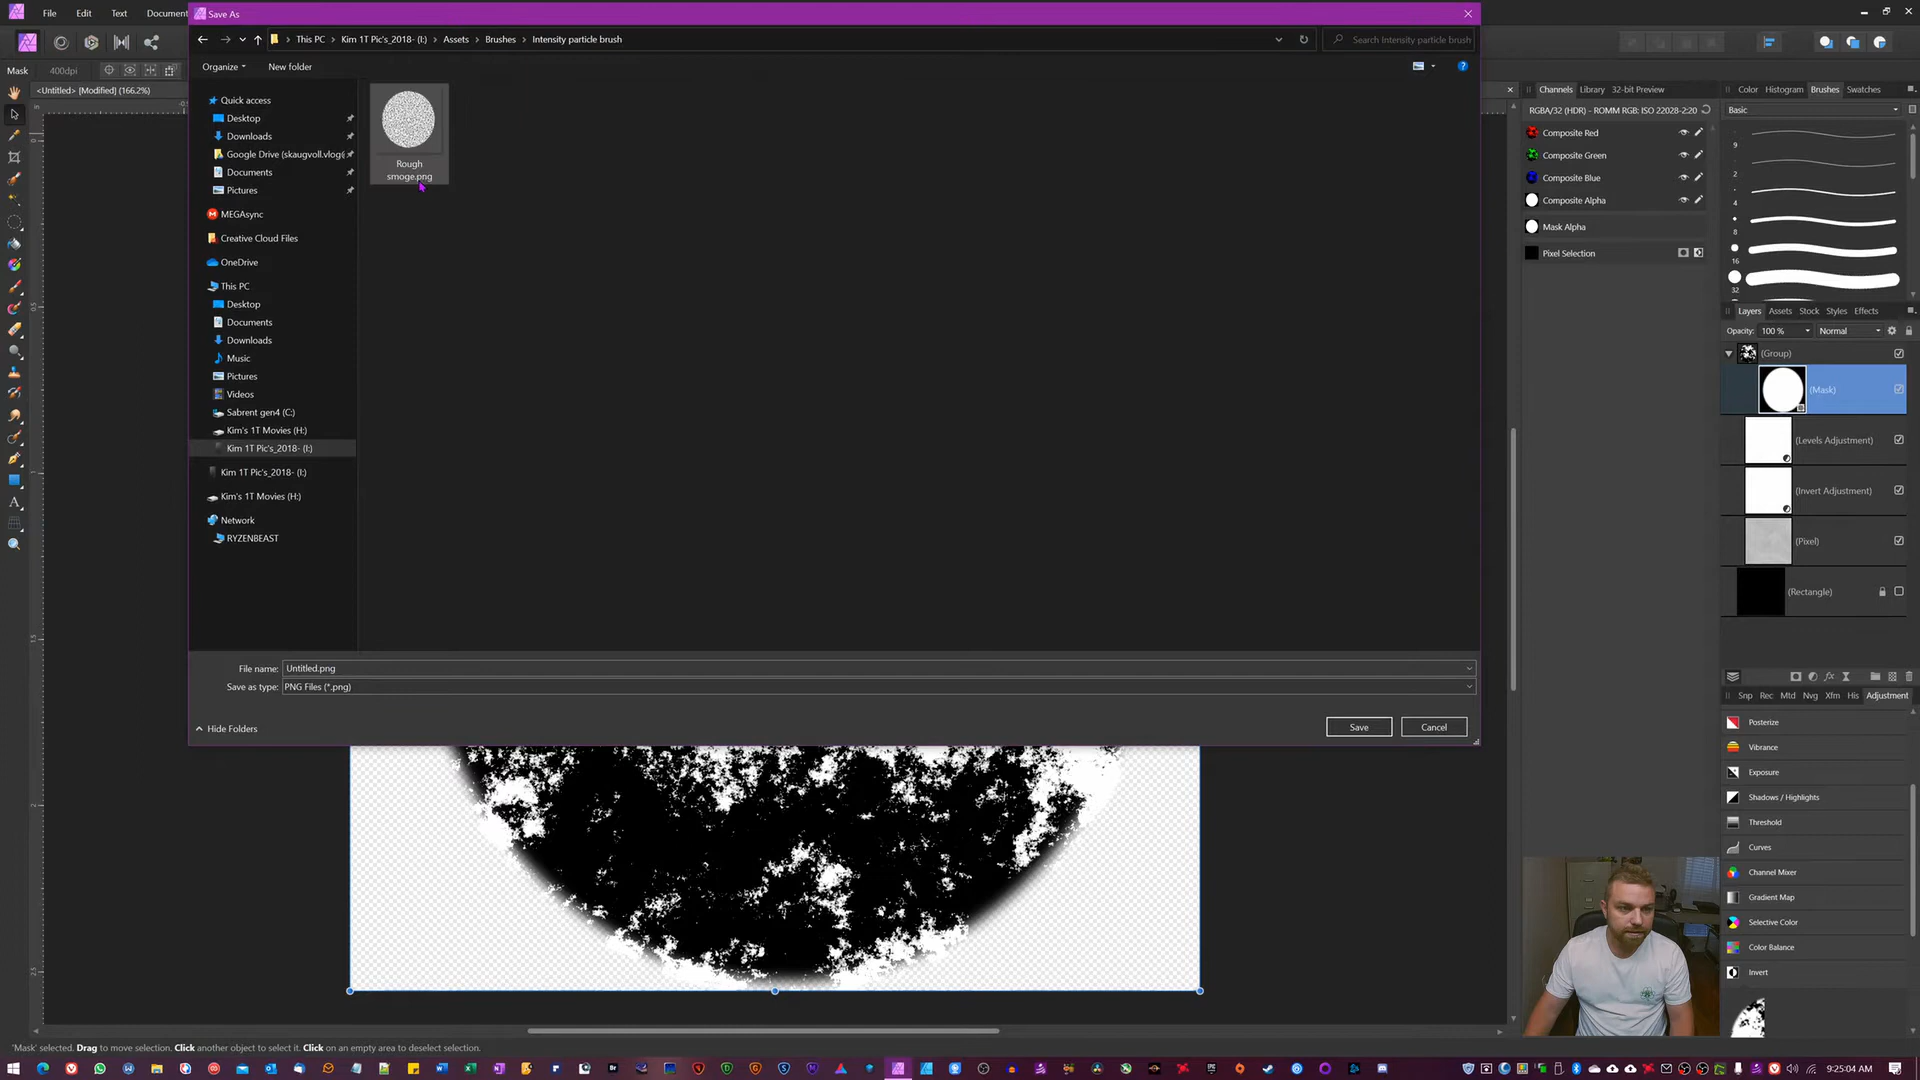 File Edit Text Document
Save As
This PC Kim 1T Pic's_2018- (I:) Assets Brushes Intensity particle brush
Search Intensity particle brush
Organize New folder
Mask 400dpi
<Untitled> [Modified] (166.2%)
Quick access
Desktop
Downloads
Google Drive (skaugvoll.vlog@
Documents
Pictures
MEGAsync
Creative Cloud Files
OneDrive
This PC
Desktop
Documents
Downloads
Music
Pictures
Videos
Sabrent gen4 (C:)
Kim's 1T Movies (H:)
Kim 1T Pic's_2018- (I:)
Kim 1T Pic's_2018- (I:)
Kim's 1T Movies (H:)
Network
RYZENBEAST
Rough
smoge.png
File name: Untitled.png
Save as type: PNG Files (*.png)
Hide Folders
Save Cancel
Channels Library 32-bit Preview
RGBA/32 (HDR) - ROMM RGB: ISO 22028-2:20
Composite Red
Composite Green
Composite Blue
Composite Alpha
Mask Alpha
Pixel Selection
Color Histogram Brushes Swatches
Basic
9
4
8
16
32
Layers Assets Stock Styles Effects
Opacity: 100 % Normal
(Group)
(Mask)
(Levels Adjustment)
(Invert Adjustment)
(Pixel)
(Rectangle)
Snp Rec Mtd Nvg Xfm His Adjustment
Posterize
Vibrance
Exposure
Shadows / Highlights
Threshold
Curves
Channel Mixer
Gradient Map
Selective Color
Color Balance
Invert
'Mask' selected. Drag to move selection. Click another object to select it. Click on an empty area to deselect selection.
9:25:04 AM